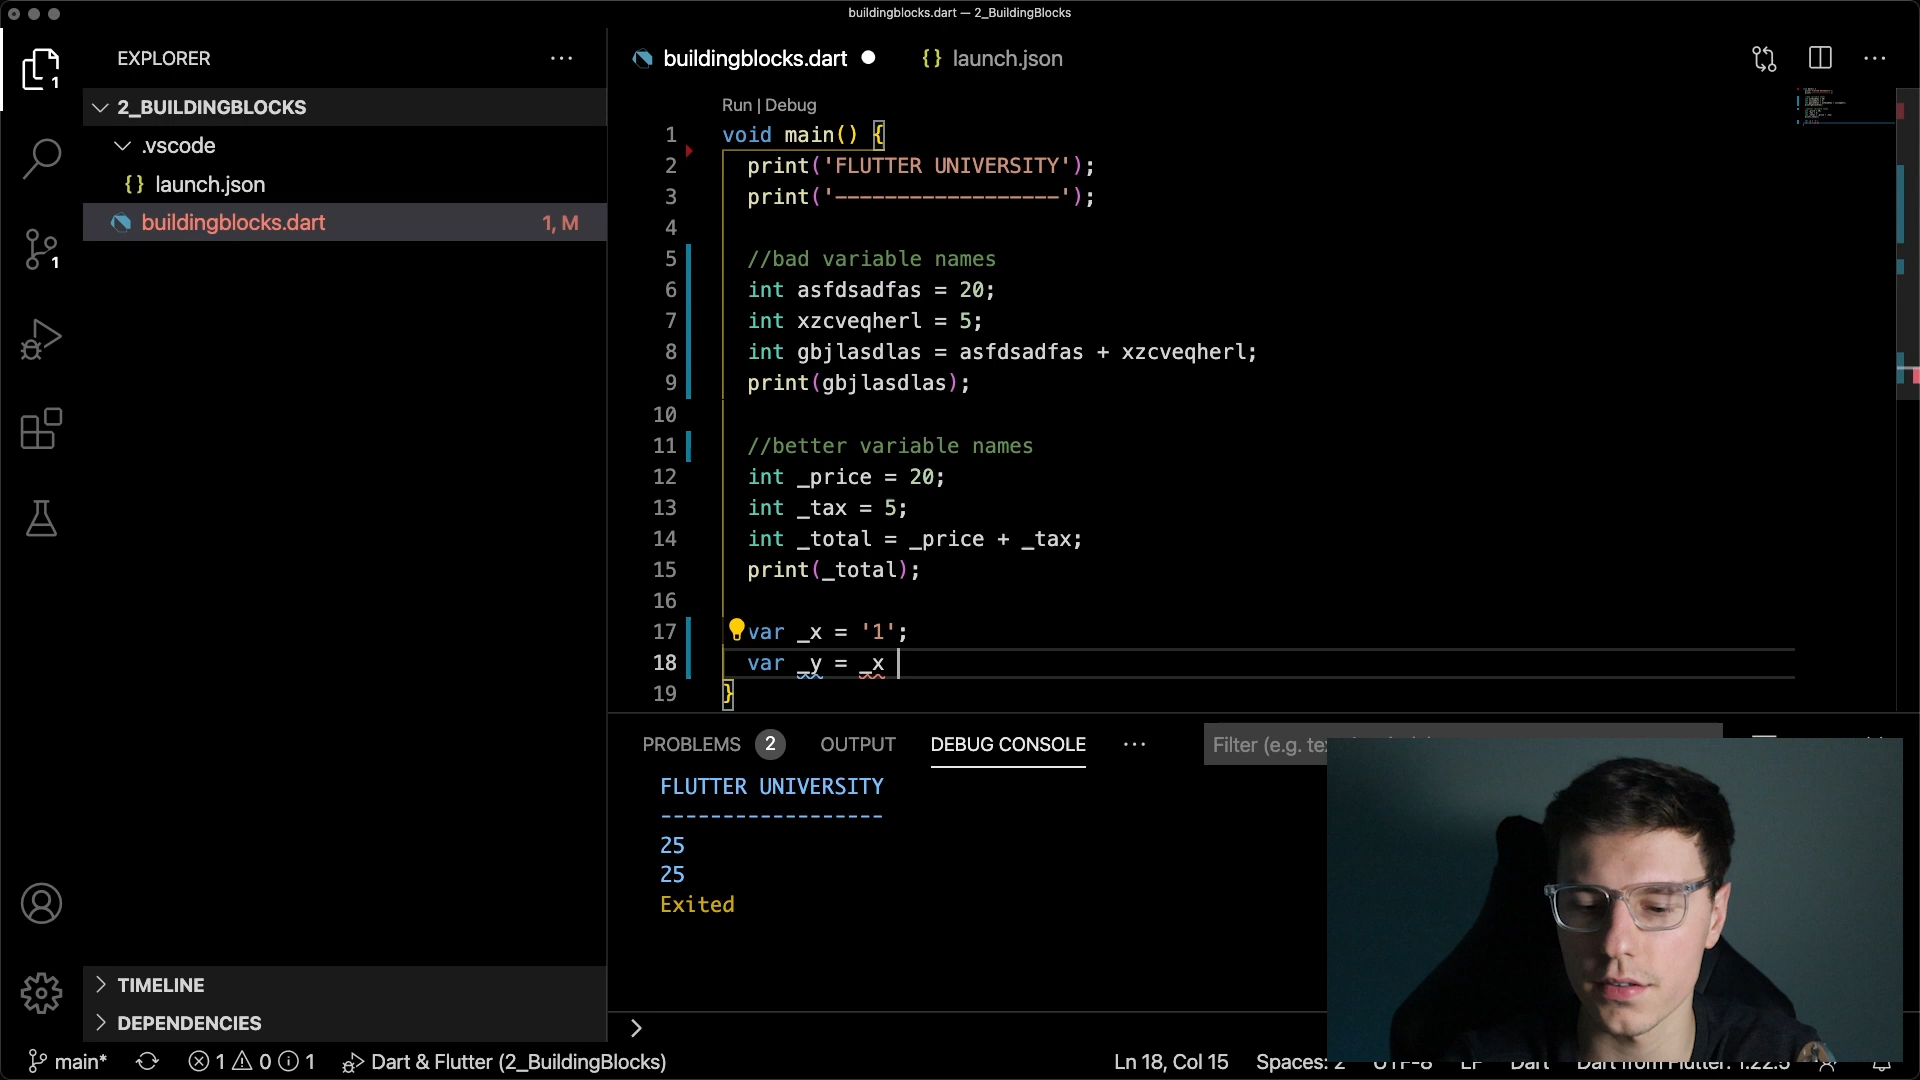 buildingblocks.dart — 2_BuildingBlocks
EXPLORER
buildingblocks.dart
{} launch.json
2_BUILDINGBLOCKS
.vscode
{} launch.json
buildingblocks.dart 1, M
1
1
Run | Debug
1 void main() {
2 print('FLUTTER UNIVERSITY');
3 print('------------------');
4
5 //bad variable names
6 int asfdsadfas = 20;
7 int xzcveqherl = 5;
8 int gbjlasdlas = asfdsadfas + xzcveqherl;
9 print(gbjlasdlas);
10
11 //better variable names
12 int _price = 20;
13 int _tax = 5;
14 int _total = _price + _tax;
15 print(_total);
16
17 var _x = '1';
18 var _y = _x
19 }
PROBLEMS 2 OUTPUT DEBUG CONSOLE
Filter (e.g.
FLUTTER UNIVERSITY
------------------
25
25
Exited
TIMELINE
DEPENDENCIES
main* 1 0 1 Dart & Flutter (2_BuildingBlocks)
Ln 18, Col 15 Spaces: 2 UTF-8 LF Dart Dart from Flutter: 1.22.5